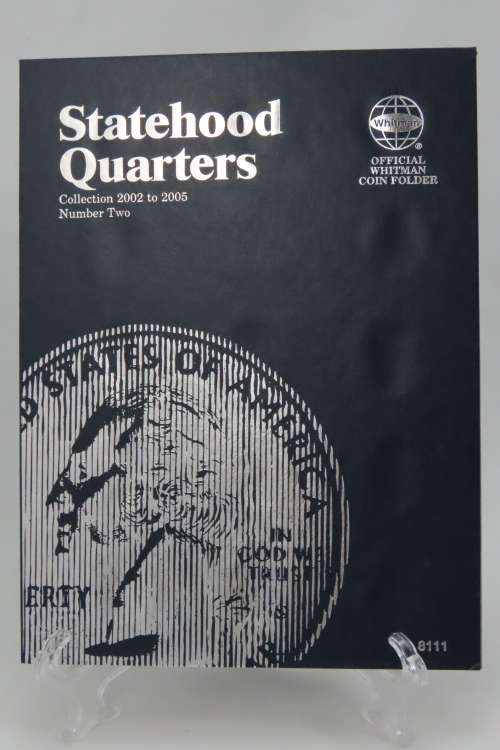 Statehood
Quarters
Collection 2002 to 2005
Number Two
Whitman
®
OFFICIAL
WHITMAN
COIN FOLDER
D STATES OF AMERICA
IN
GOD WE
TRUST
ERTY
S
8111